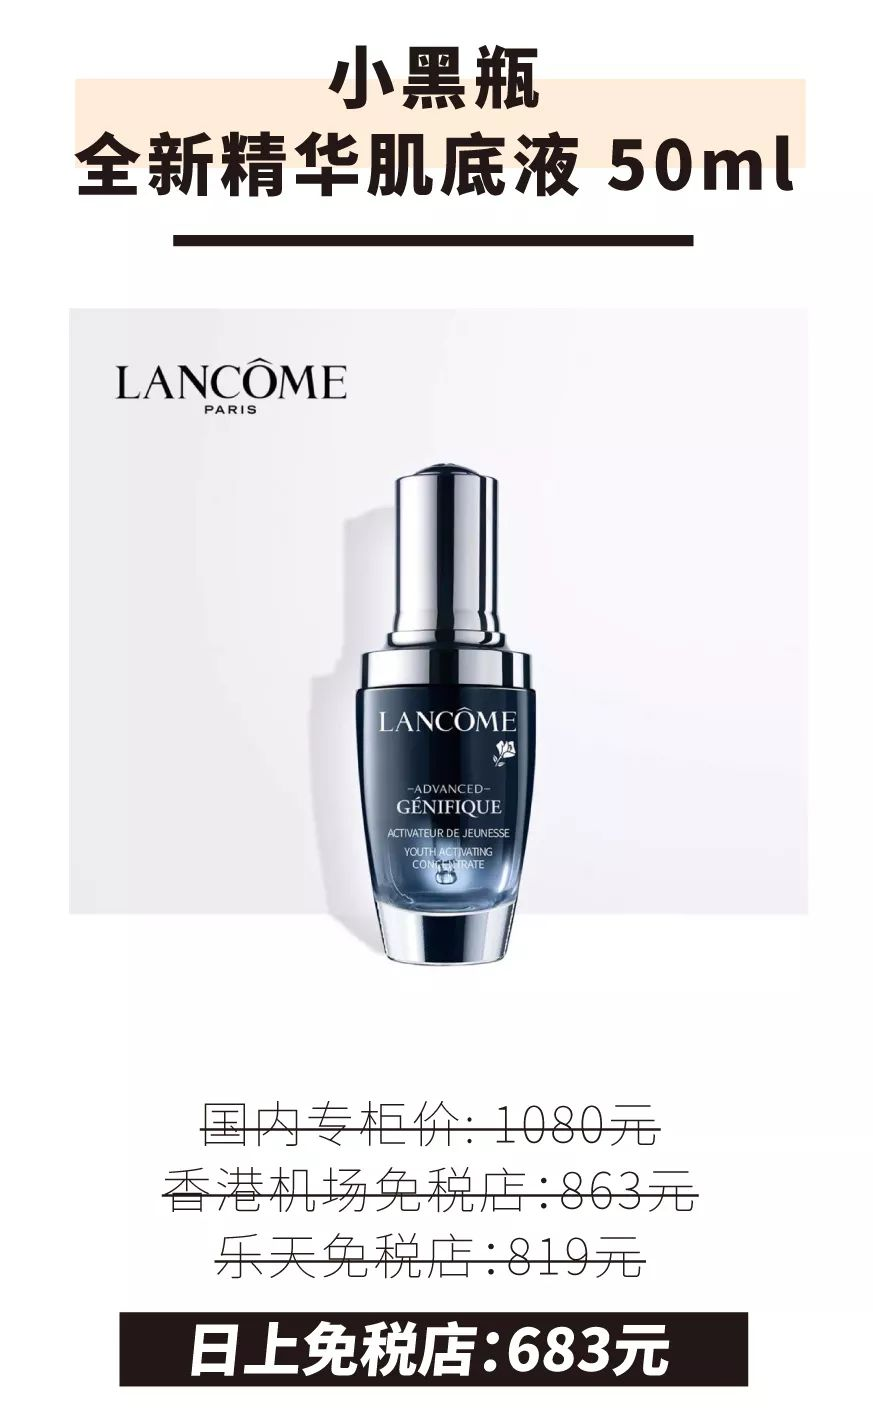 小黑瓶
全新精华肌底液 50ml
LANCÔME
PARIS
LANCÔME
-ADVANCED-
GÉNIFIQUE
ACTIVATEUR DE JEUNESSE
YOUTH ACTIVATING
CONCENTRATE
国内专柜价: 1080元
香港机场免税店:863元
乐天免税店:819元
日上免税店:683元